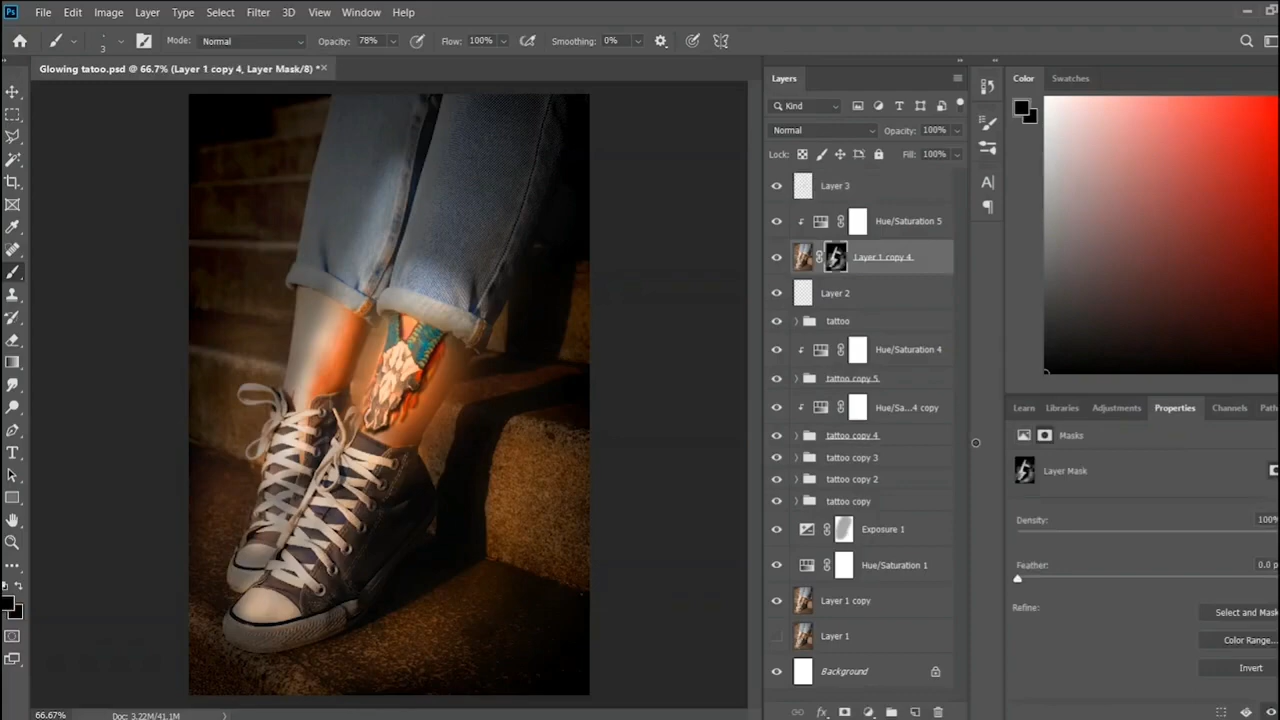 Ps File Edit Image Layer Type Select Filter 3D View Window Help
3 Mode: Normal Opacity: 78% Flow: 100% Smoothing: 0%
Glowing tatoo.psd @ 66.7% (Layer 1 copy 4, Layer Mask/8) * ×
Layers
Kind
Normal Opacity: 100%
Lock: Fill: 100%
Layer 3
Hue/Saturation 5
Layer 1 copy 4
Layer 2
tattoo
Hue/Saturation 4
tattoo copy 5
Hue/Sa...4 copy
tattoo copy 4
tattoo copy 3
tattoo copy 2
tattoo copy
Exposure 1
Hue/Saturation 1
Layer 1 copy
Layer 1
Background
fx
A
T
Color Swatches
Learn Libraries Adjustments Properties Channels Path
Masks
Layer Mask
Density: 100%
Feather: 0.0 p
Refine:
Select and Mask
Color Range...
Invert
66.67% Doc: 3.22M/41.1M